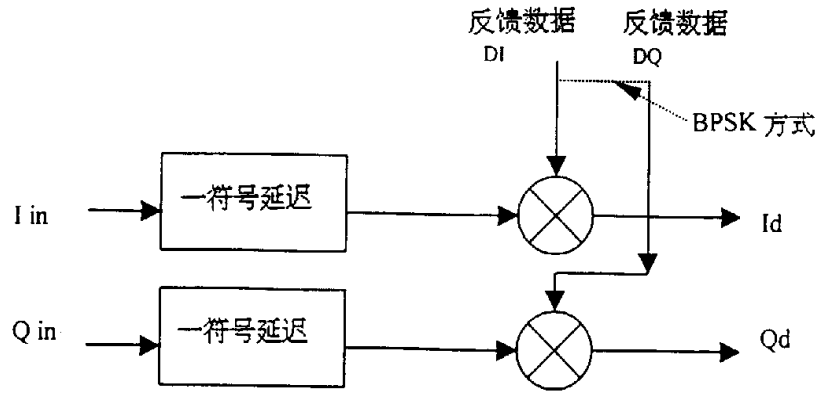 反馈数据 反馈数据
DI DQ
BPSK 方式
一符号延迟
I in
Id
一符号延迟
Q in
Qd